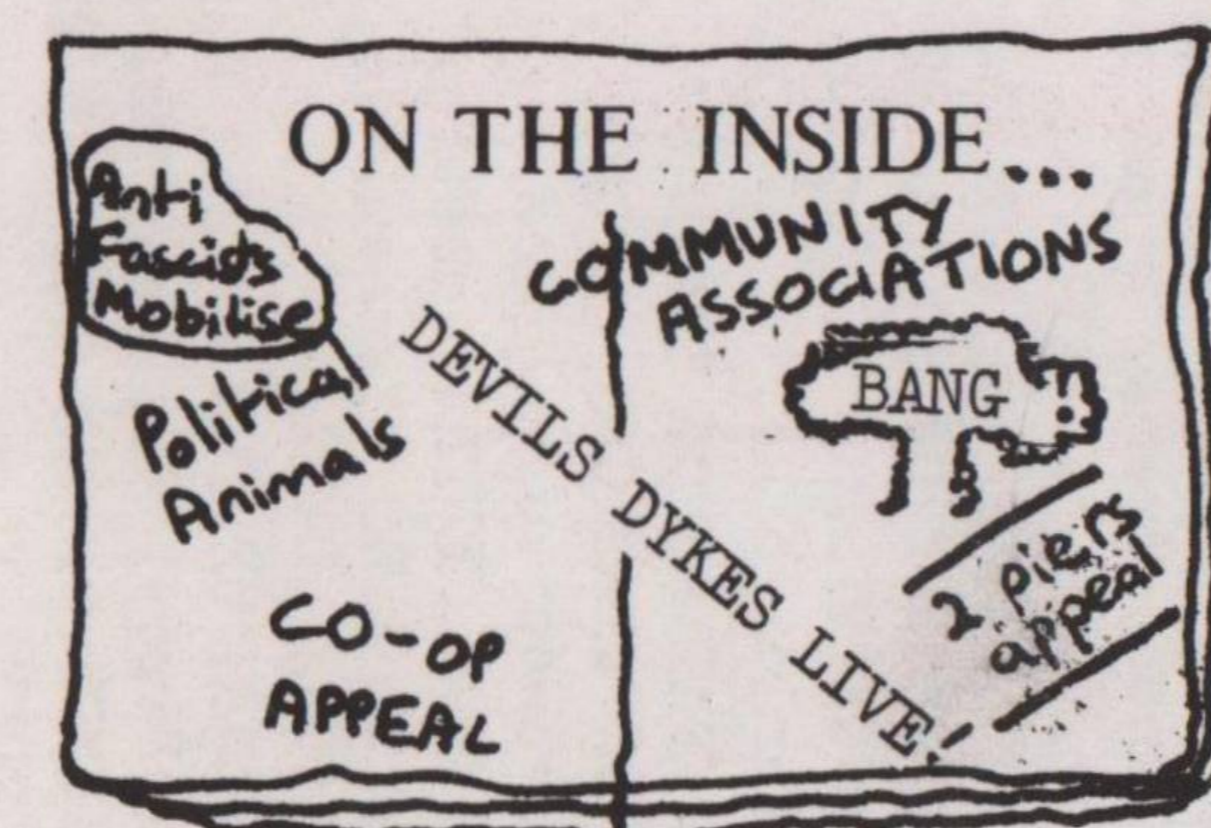 ON THE INSIDE...
Anti
Fascists
Mobilise
COMMUNITY
ASSOCIATIONS
Political
Animals
DEVILS DYKES LIVE!
BANG!
2 piers
appeal
CO-OP
APPEAL